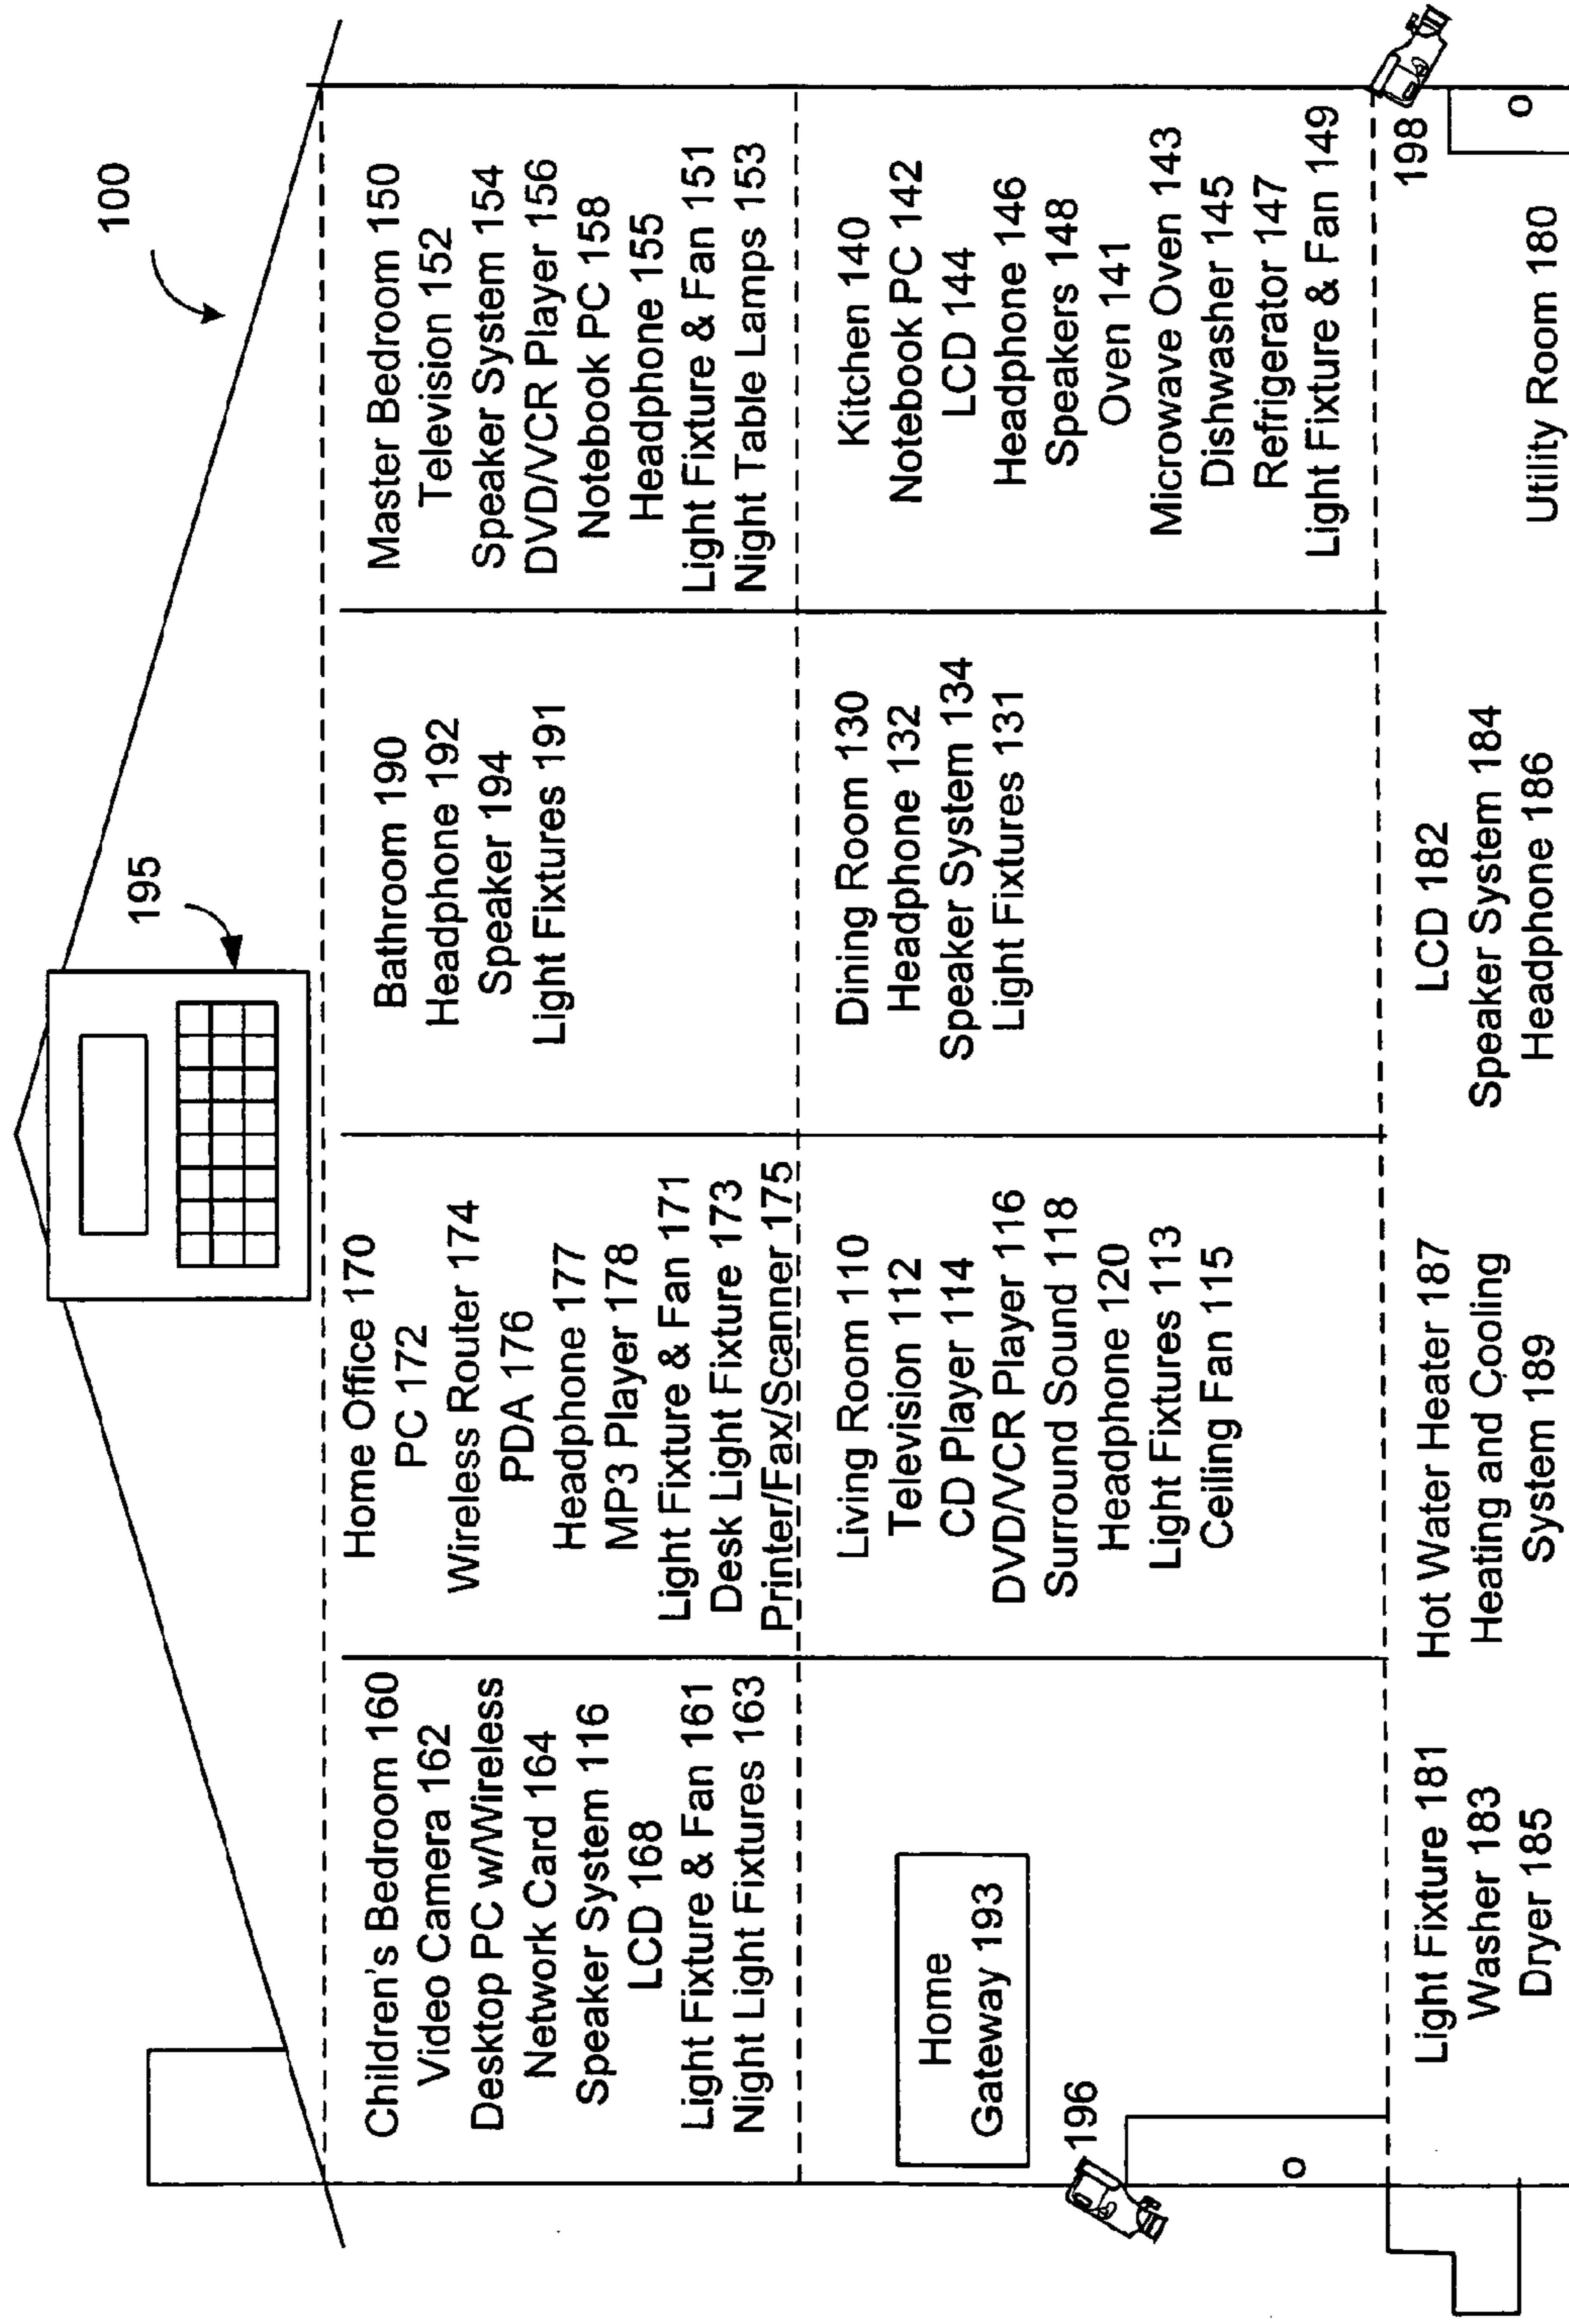 100
195
Children's Bedroom 160
Video Camera 162
Desktop PC w/Wireless
Network Card 164
Speaker System 116
LCD 168
Light Fixture & Fan 161
Night Light Fixtures 163
Home Office 170
PC 172
Wireless Router 174
PDA 176
Headphone 177
MP3 Player 178
Light Fixture & Fan 171
Desk Light Fixture 173
Printer/Fax/Scanner 175
Bathroom 190
Headphone 192
Speaker 194
Light Fixtures 191
Master Bedroom 150
Television 152
Speaker System 154
DVD/VCR Player 156
Notebook PC 158
Headphone 155
Light Fixture & Fan 151
Night Table Lamps 153
Home
Gateway 193
196
Living Room 110
Television 112
CD Player 114
DVD/VCR Player 116
Surround Sound 118
Headphone 120
Light Fixtures 113
Ceiling Fan 115
Dining Room 130
Headphone 132
Speaker System 134
Light Fixtures 131
Kitchen 140
Notebook PC 142
LCD 144
Headphone 146
Speakers 148
Oven 141
Microwave Oven 143
Dishwasher 145
Refrigerator 147
Light Fixture & Fan 149
198
Light Fixture 181
Washer 183
Dryer 185
Hot Water Heater 187
Heating and Cooling
System 189
LCD 182
Speaker System 184
Headphone 186
Utility Room 180